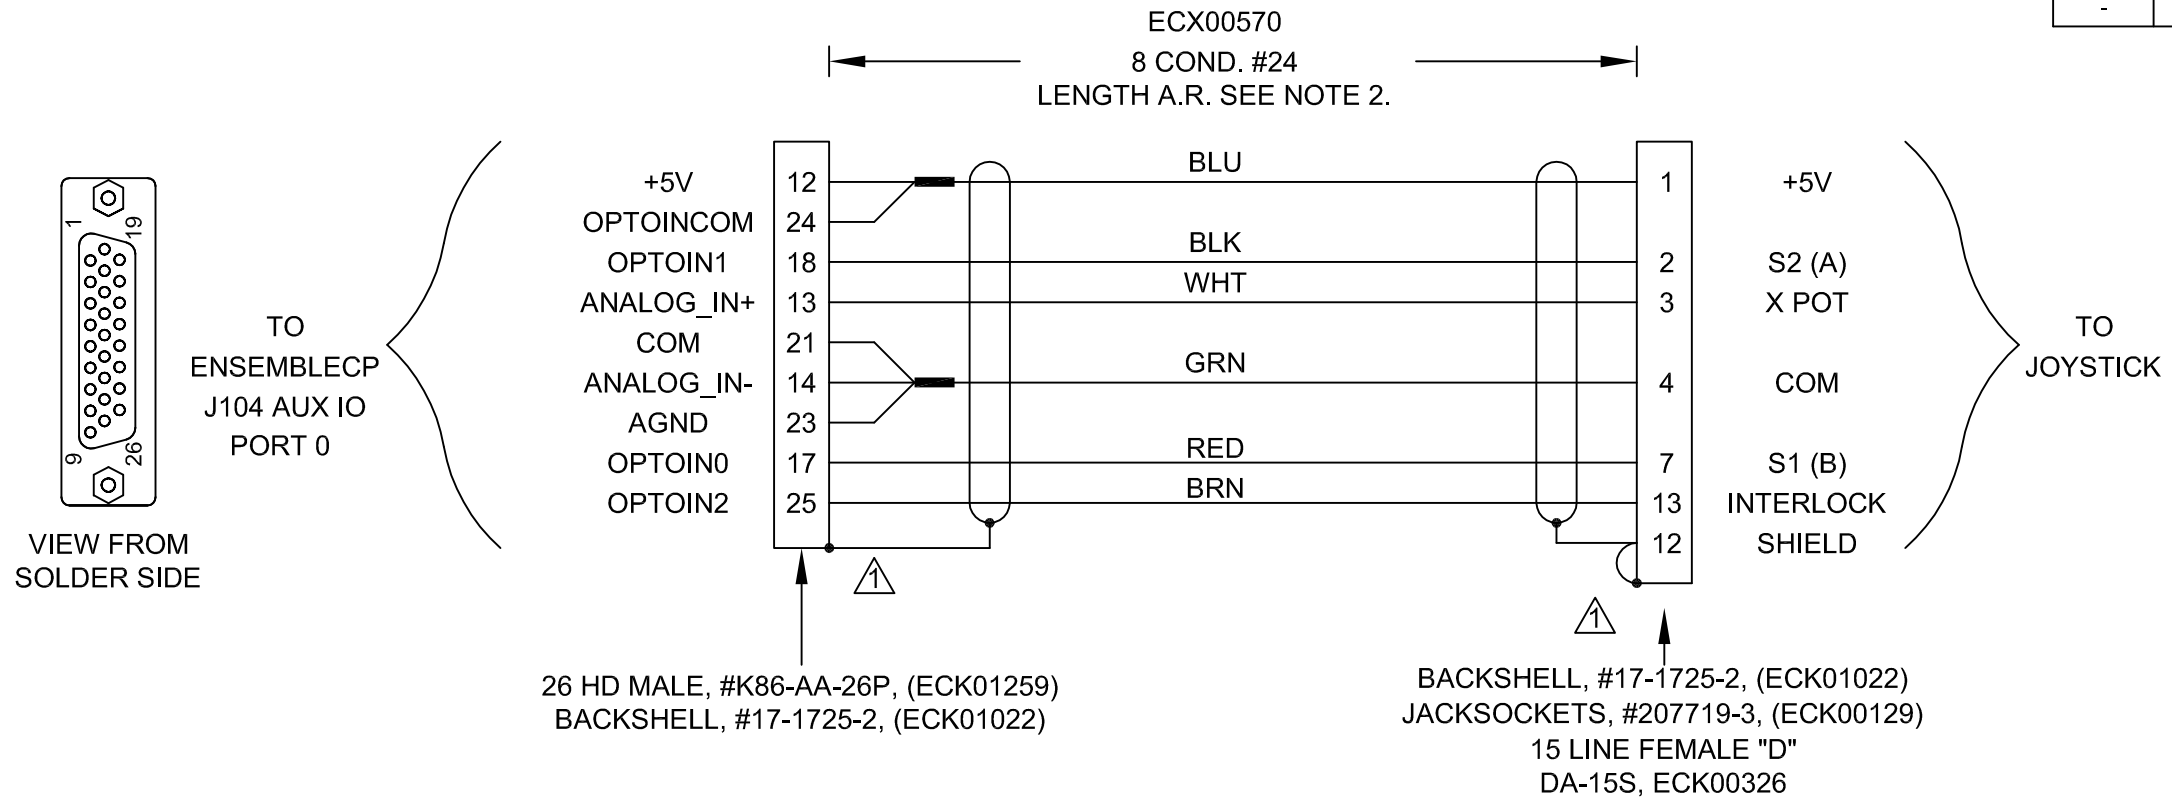 -
ECX00570
8 COND. #24
LENGTH A.R. SEE NOTE 2.
1
19
9
26
VIEW FROM
SOLDER SIDE
TO
ENSEMBLECP
J104 AUX IO
PORT 0
+5V 12 BLU 1 +5V
OPTOINCOM 24
OPTOIN1 18 BLK 2 S2 (A)
ANALOG_IN+ 13 WHT 3 X POT
COM 21
ANALOG_IN- 14 GRN 4 COM
AGND 23
OPTOIN0 17 RED 7 S1 (B)
OPTOIN2 25 BRN 13 INTERLOCK
12 SHIELD
TO
JOYSTICK
1
1
26 HD MALE, #K86-AA-26P, (ECK01259)
BACKSHELL, #17-1725-2, (ECK01022)
BACKSHELL, #17-1725-2, (ECK01022)
JACKSOCKETS, #207719-3, (ECK00129)
15 LINE FEMALE "D"
DA-15S, ECK00326